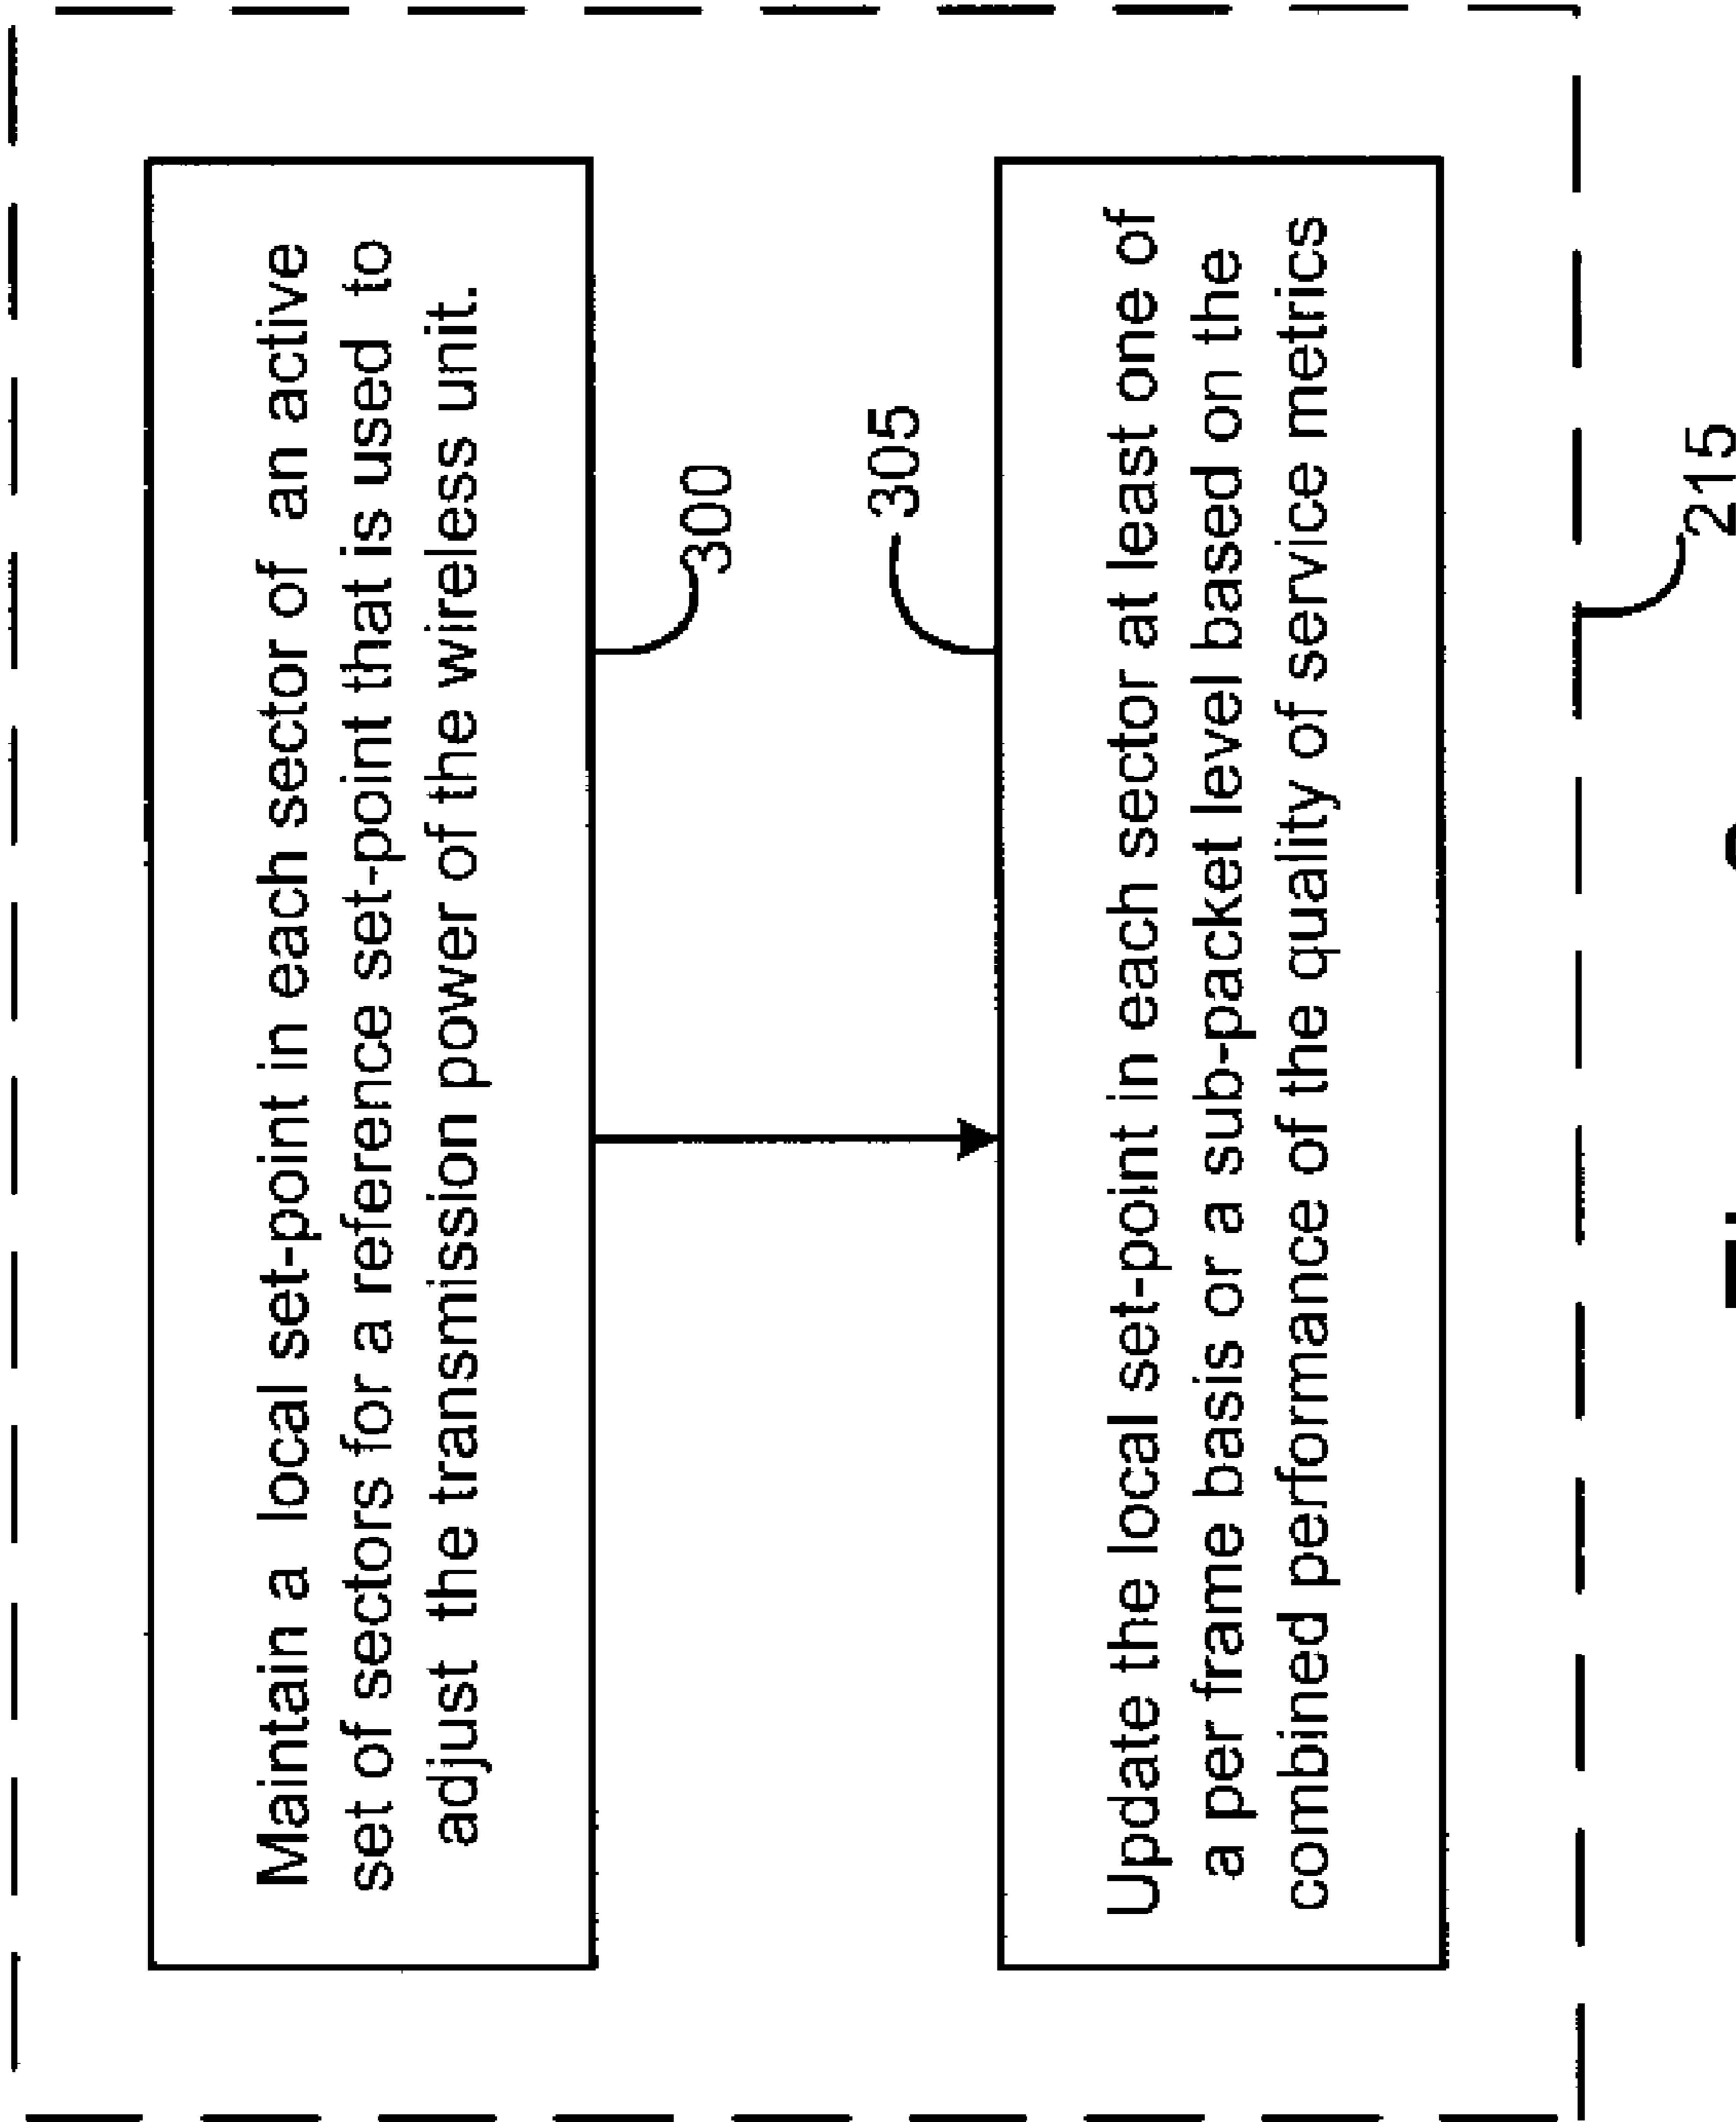 Maintain a local set-point in each sector of an active
set of sectors for a reference set-point that is used to
adjust the transmission power of the wireless unit.
300
305
Update the local set-point in each sector at least one of
a per frame basis or a sub-packet level based on the
combined performance of the quality of service metrics
215